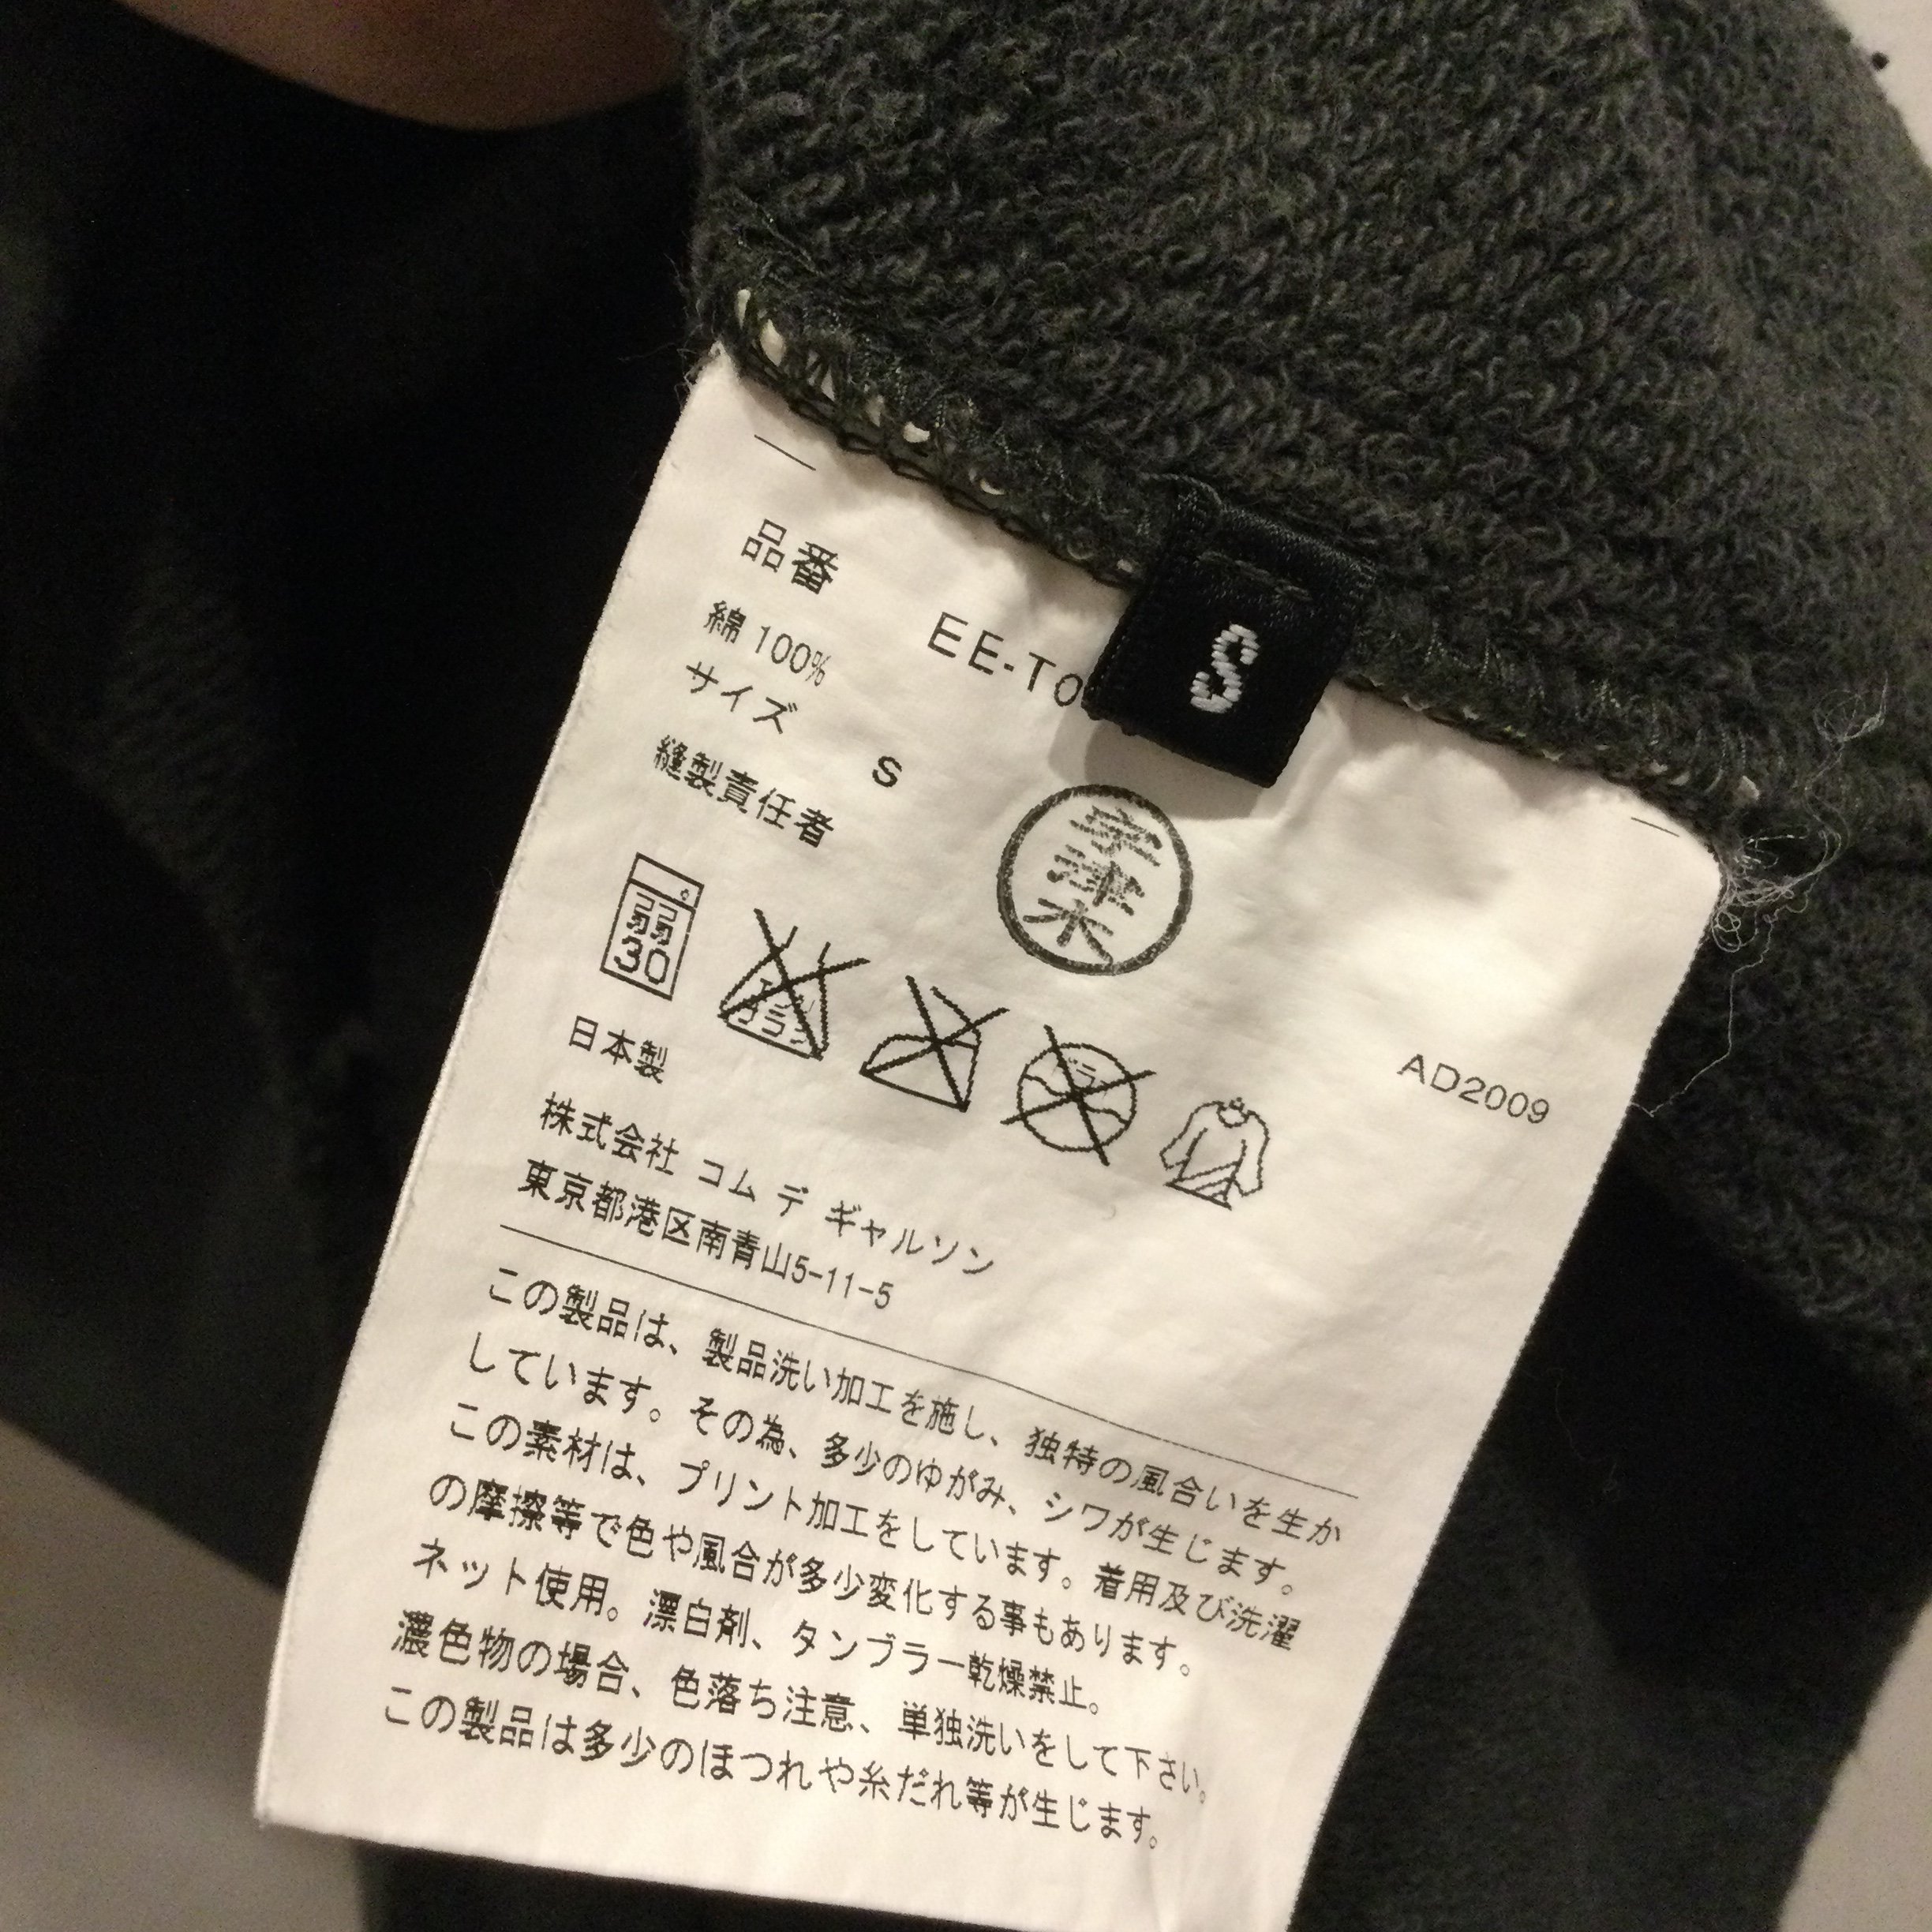 品番 EE-T0
S
綿 100%
サイズ S
縫製責任者
弱
30
エンソ
サラシ
ドライ
AD2009
日本製
株式会社 コム デ ギャルソン
東京都港区南青山5-11-5
この製品は、製品洗い加工を施し、独特の風合いを生か
しています。その為、多少のゆがみ、シワが生じます。
この素材は、プリント加工をしています。着用及び洗濯
の摩擦等で色や風合が多少変化する事もあります。
ネット使用。漂白剤、タンブラー乾燥禁止。
濃色物の場合、色落ち注意、単独洗いをして下さい。
この製品は多少のほつれや糸だれ等が生じます。